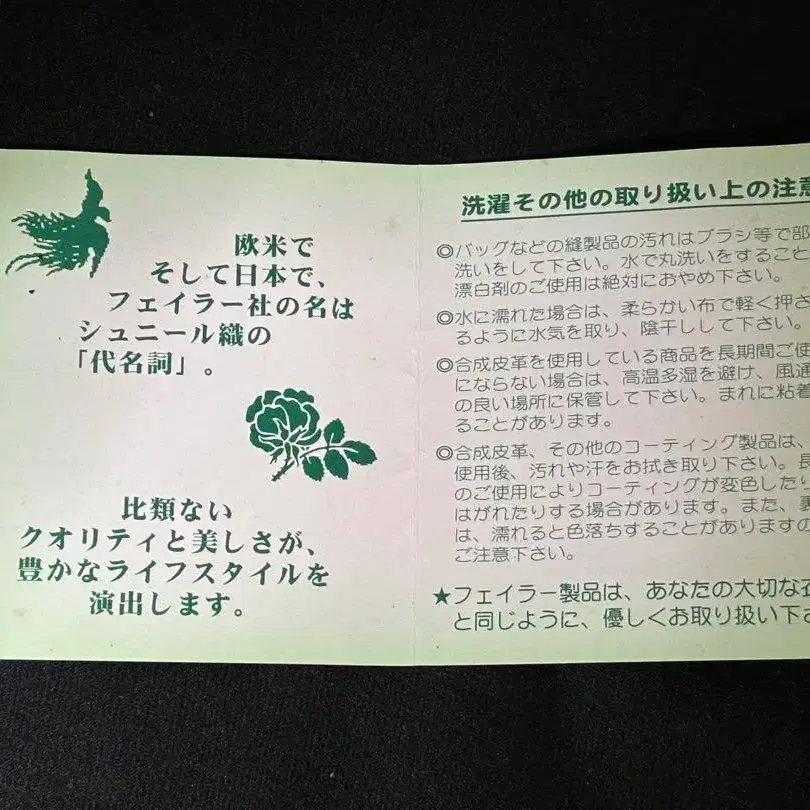 欧米で
そして日本で、
フェイラー社の名は
シュニール織の
「代名詞」。
比類ない
クオリティと美しさが、
豊かなライフスタイルを
演出します。
洗濯その他の取り扱い上の注意
◎バッグなどの縫製品の汚れはブラシ等で部
洗いをして下さい。水で丸洗いをすること
漂白剤のご使用は絶対におやめ下さい。
◎水に濡れた場合は、柔らかい布で軽く押さ
るように水気を取り、陰干しして下さい。
◎合成皮革を使用している商品を長期間ご使
にならない場合は、高温多湿を避け、風通
の良い場所に保管して下さい。まれに粘着
ることがあります。
◎合成皮革、その他のコーティング製品は、
使用後、汚れや汗をお拭き取り下さい。長
のご使用によりコーティングが変色したり
はがれたりする場合があります。また、裏
は、濡れると色落ちすることがありますの
ご注意下さい。
★フェイラー製品は、あなたの大切な衣
と同じように、優しくお取り扱い下さ